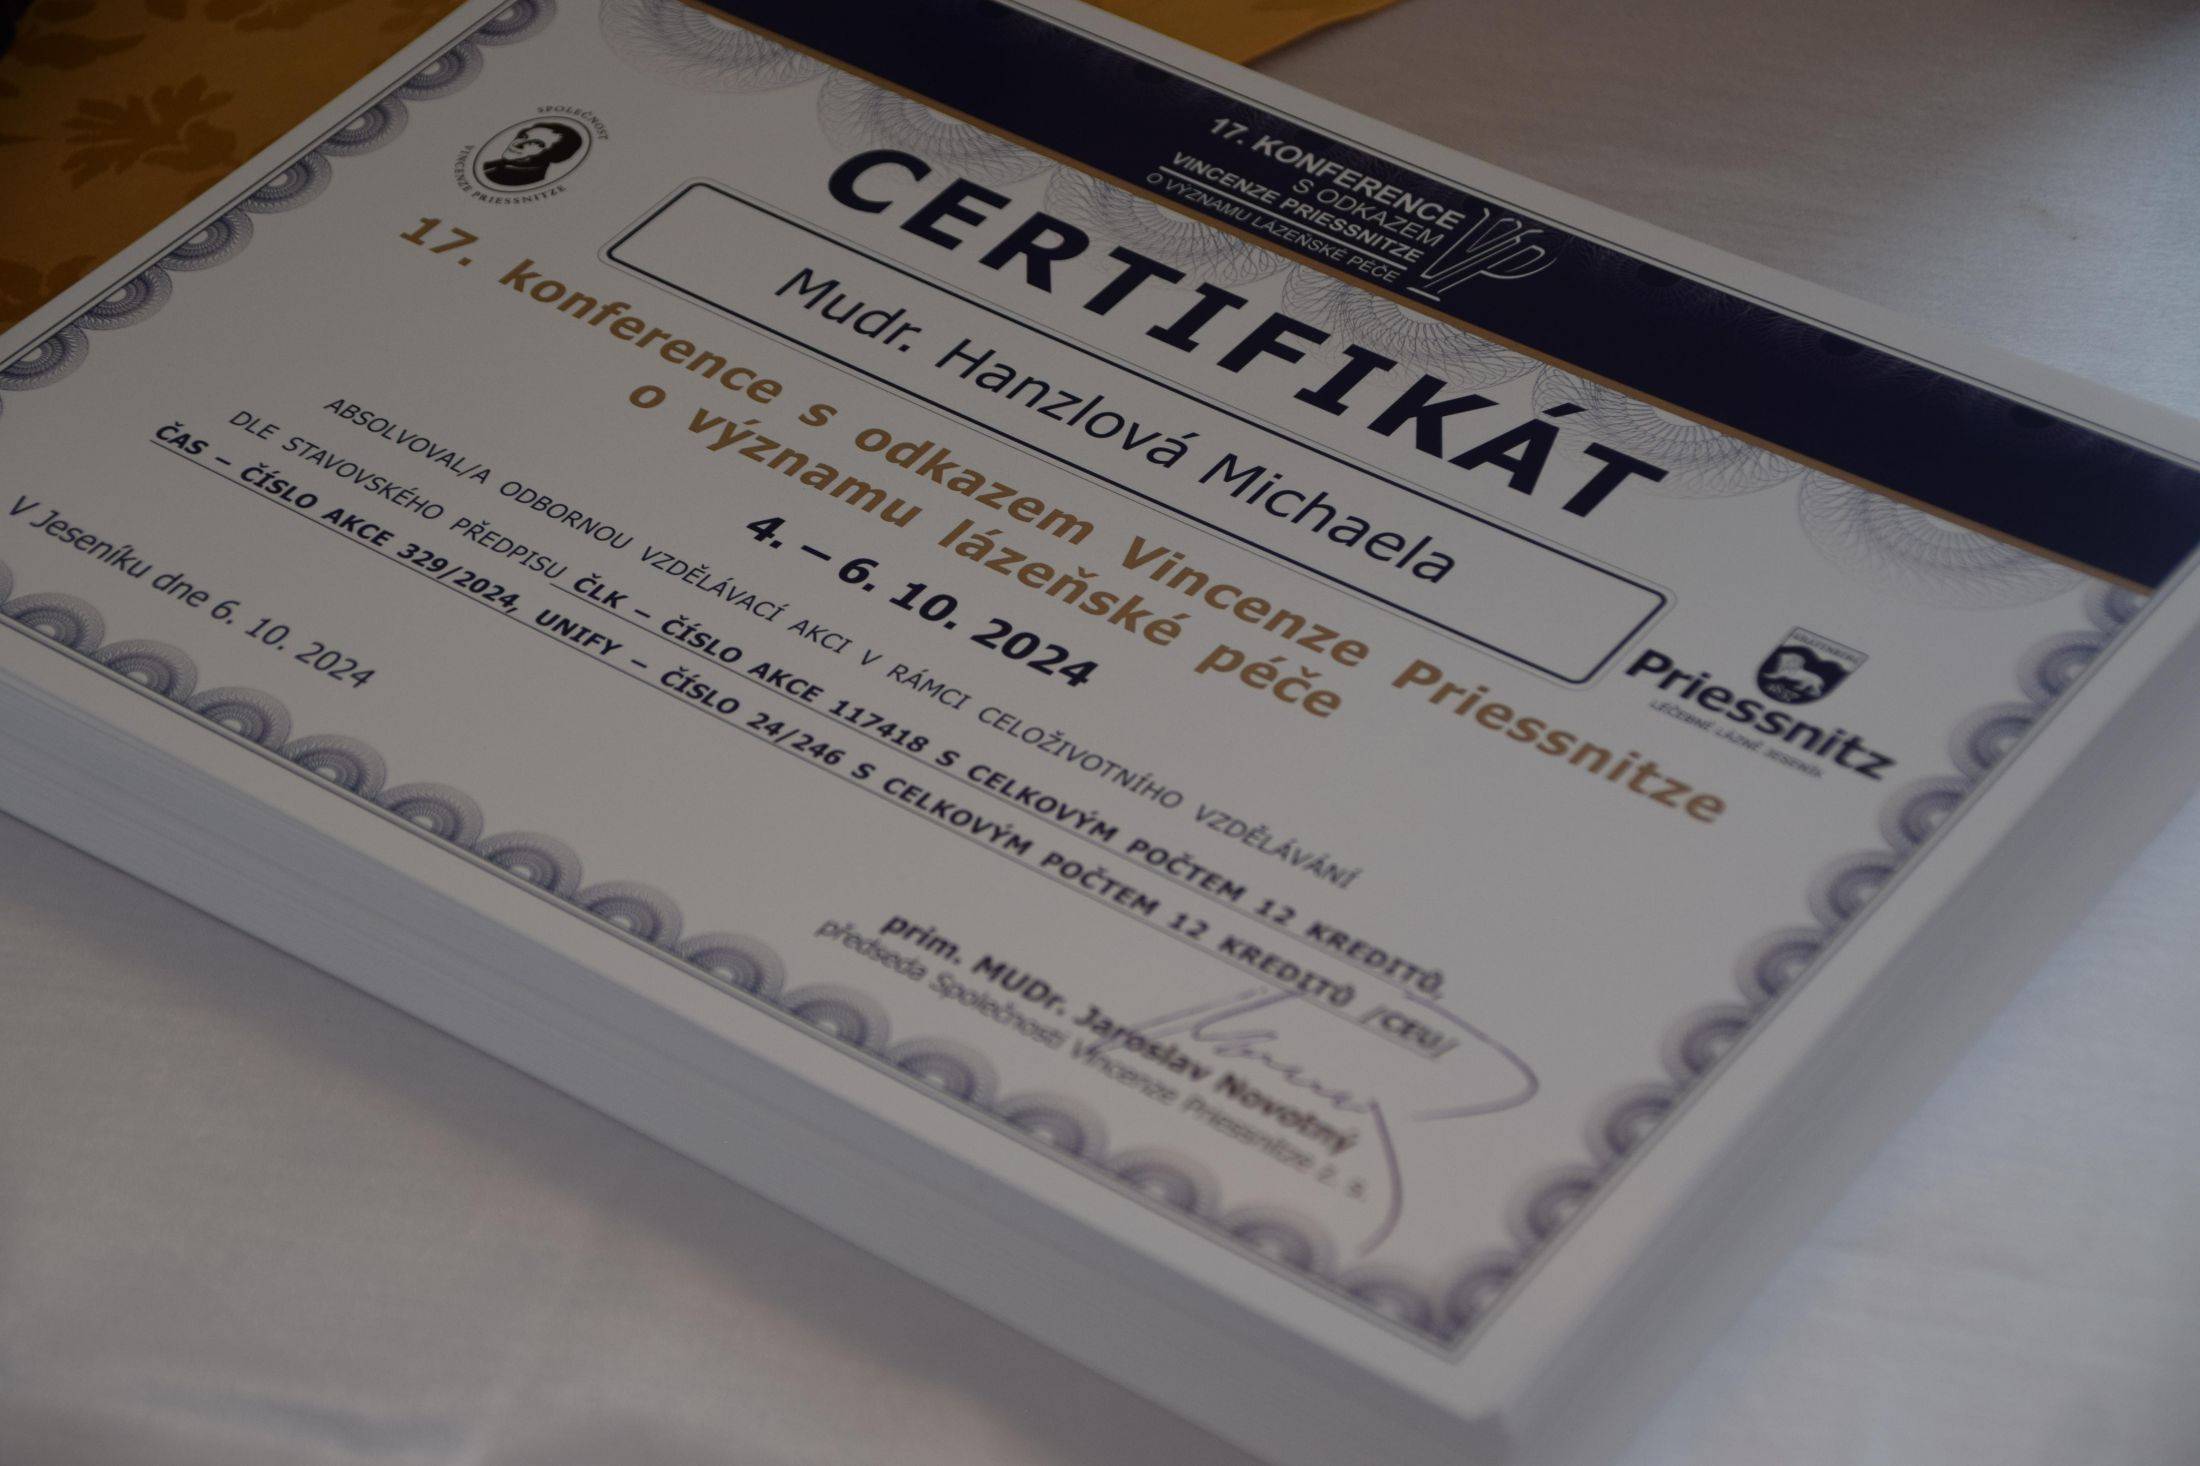 17. KONFERENCE
S ODKAZEM
VINCENZE PRIESSNITZE
O VÝZNAMU LÁZEŇSKÉ PÉČE
VP
SPOLEČNOST
VINCENZE PRIESSNITZE
CERTIFIKÁT
Mudr. Hanzlová Michaela
GRÄFENBERG
Priessnitz
LÉČEBNÉ LÁZNĚ JESENÍK
17. konference s odkazem Vincenze Priessnitze
o významu lázeňské péče
4. – 6. 10. 2024
ABSOLVOVAL/A ODBORNOU VZDĚLÁVACÍ AKCI V RÁMCI CELOŽIVOTNÍHO VZDĚLÁVÁNÍ
DLE STAVOVSKÉHO PŘEDPISU ČLK – ČÍSLO AKCE 117418 S CELKOVÝM POČTEM 12 KREDITŮ,
ČAS – ČÍSLO AKCE 329/2024, UNIFY – ČÍSLO 24/246 S CELKOVÝM POČTEM 12 KREDITŮ /CEU/
V Jeseníku dne 6. 10. 2024
prim. MUDr. Jaroslav Novotný
předseda Společnosti Vincenze Priessnitze z. s.